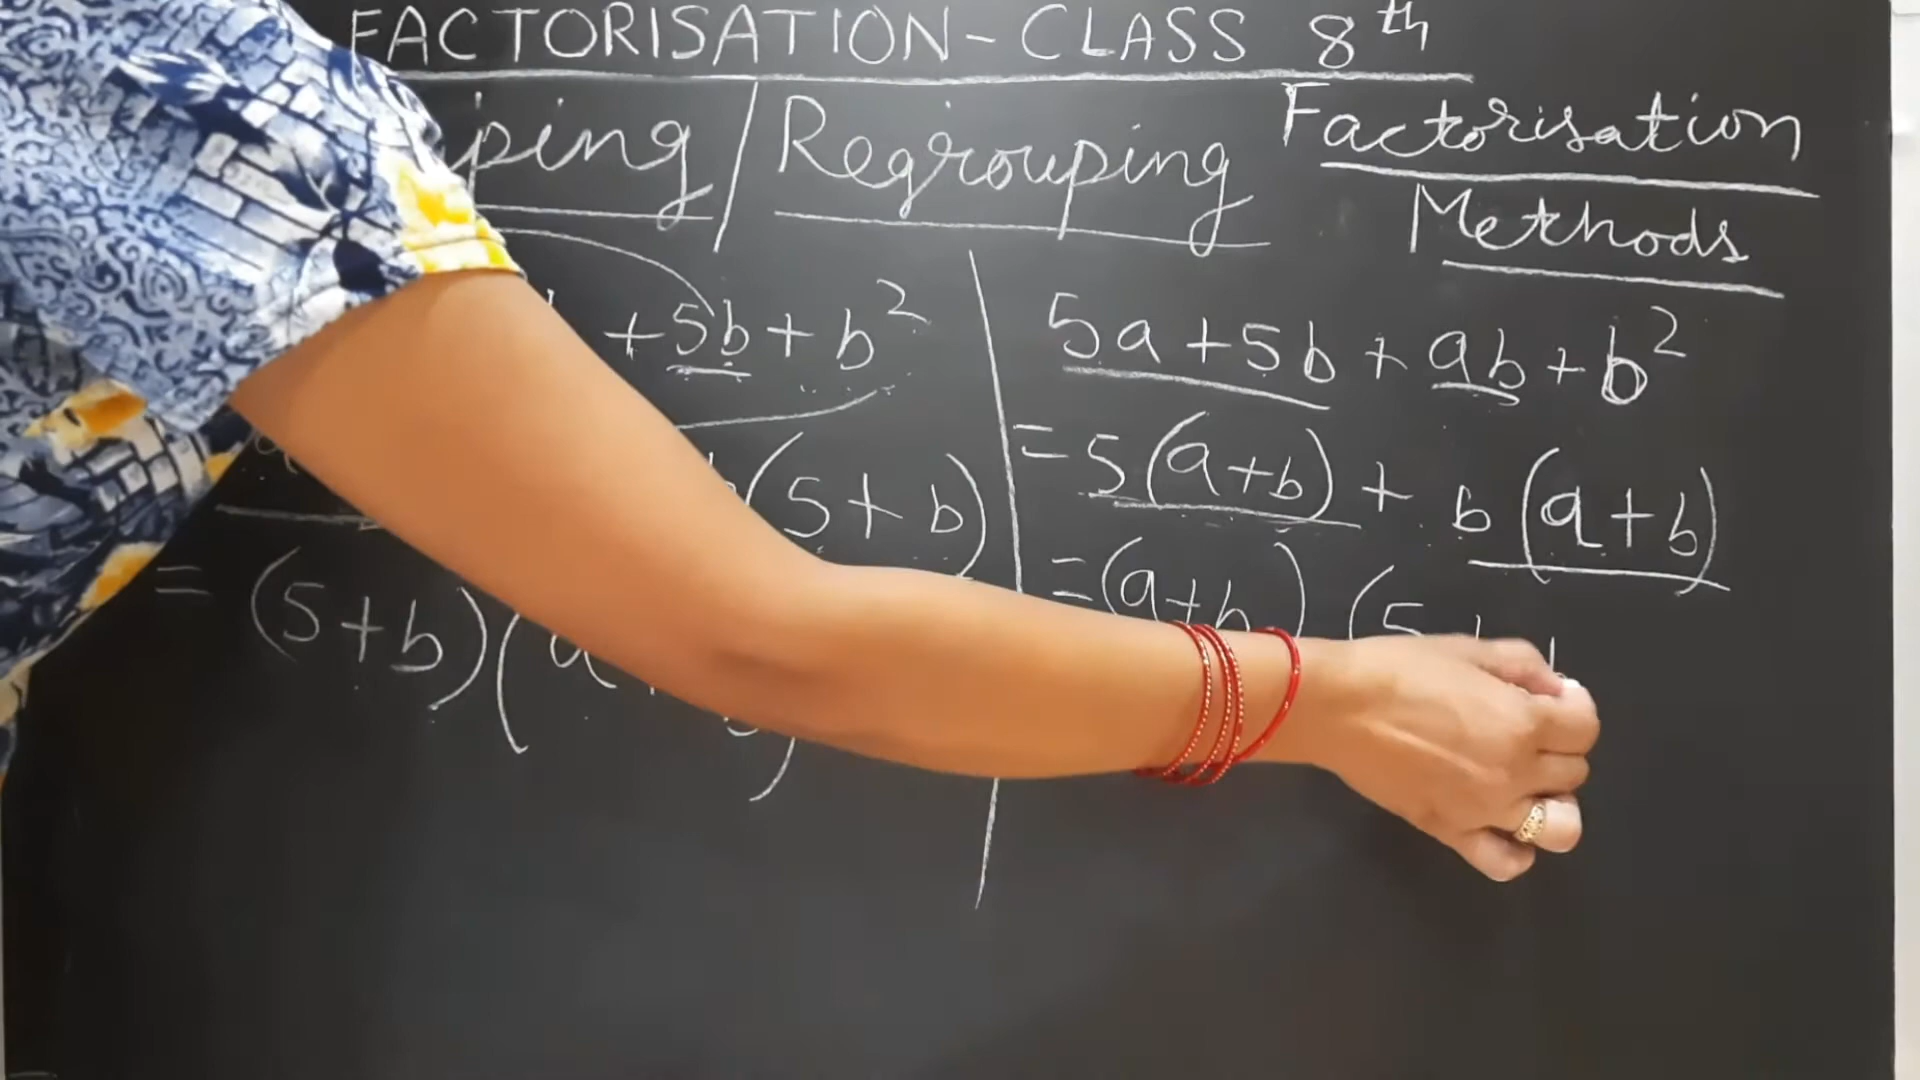 FACTORISATION - CLASS 8th
ping / Regrouping
Factorisation
Methods
+ 5b + b²
(5 + b)
= (5+b)(a
5a + 5b + ab + b²
= 5(a+b) + b(a+b)
= (a+b) (5